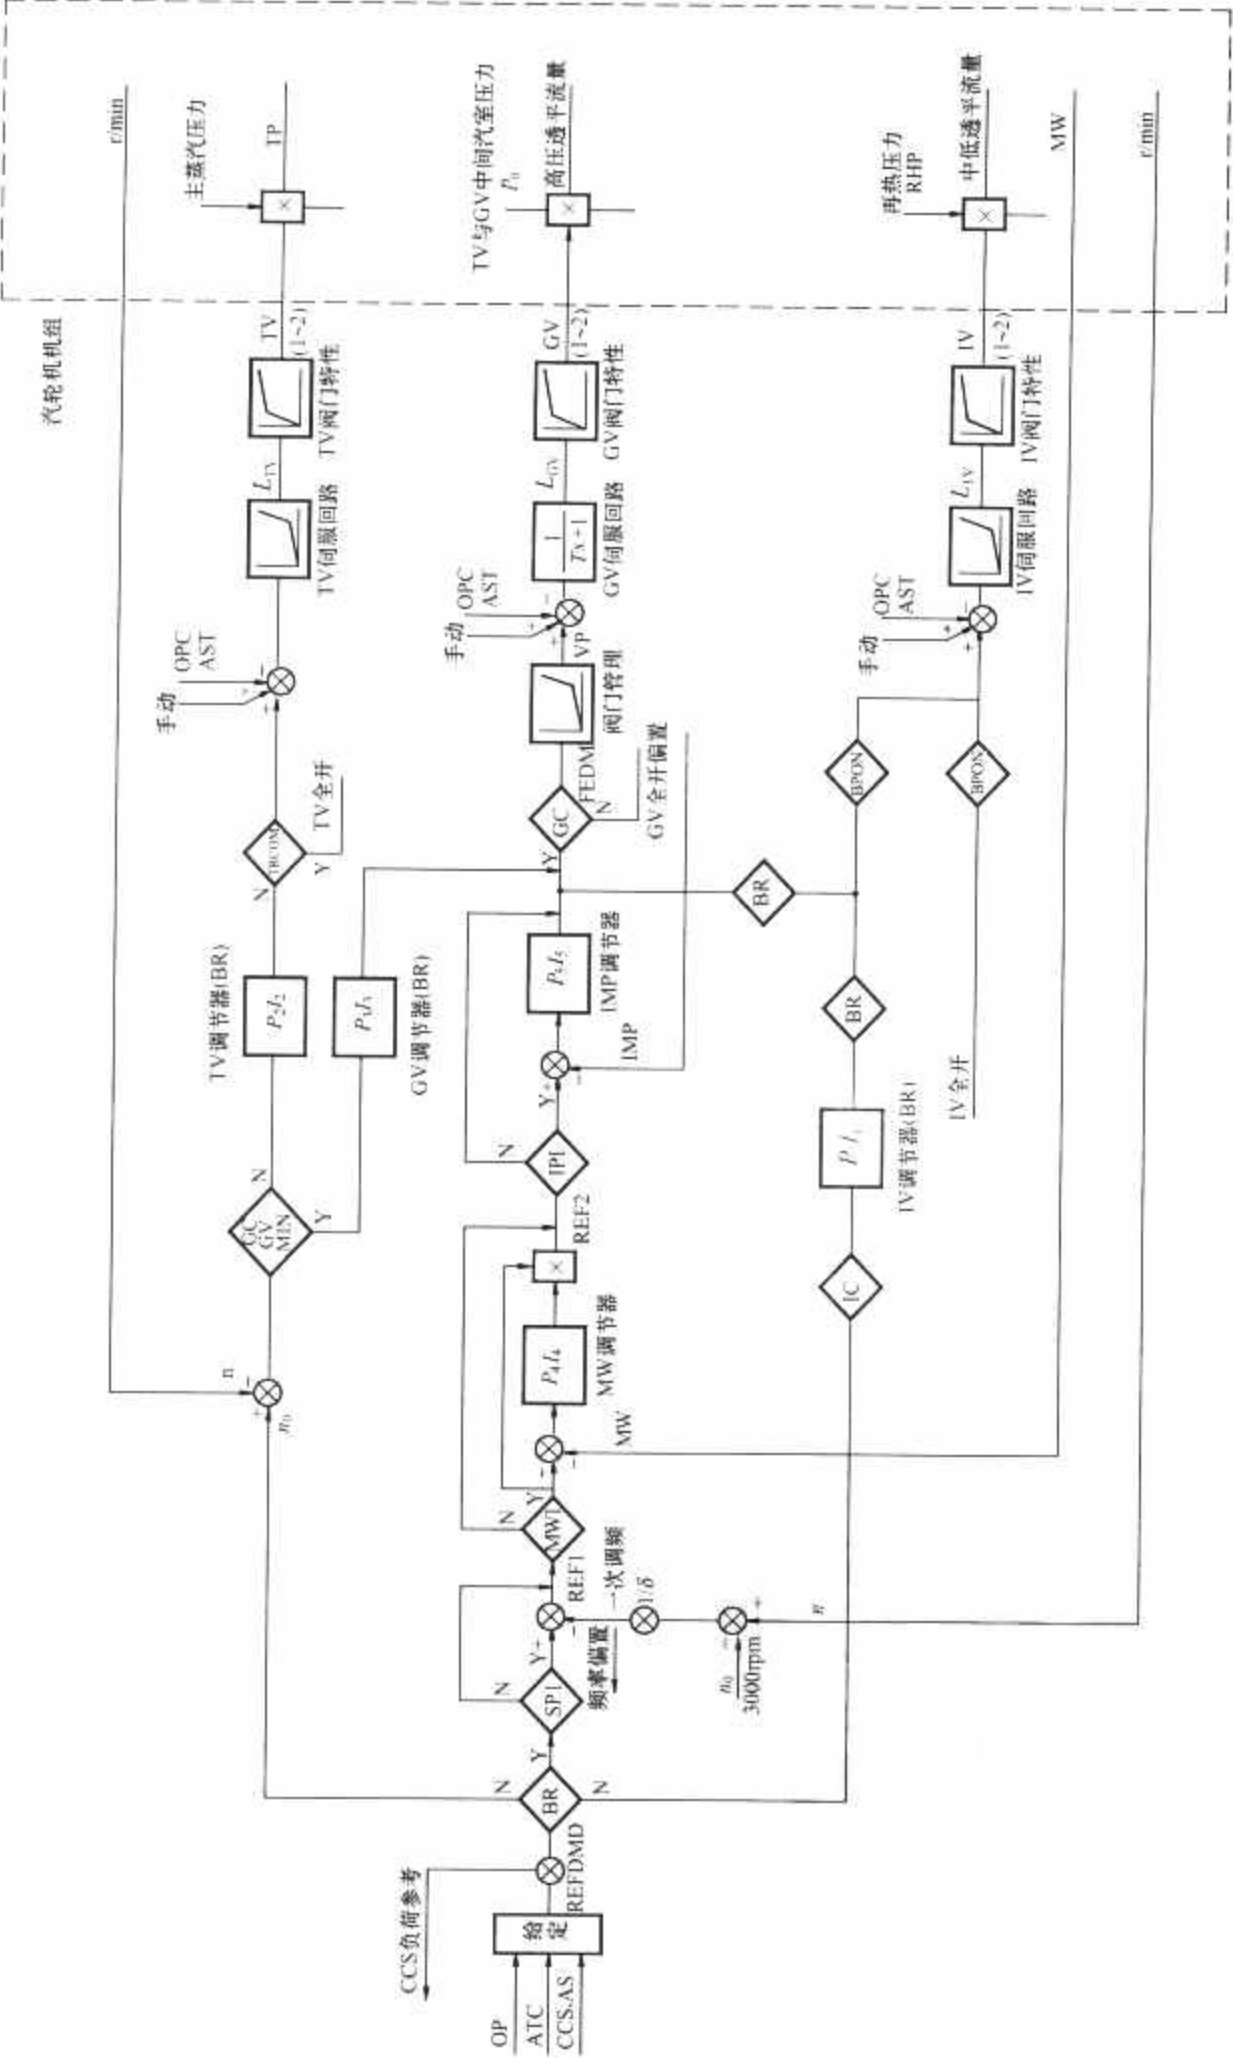 汽轮机机组
r/min
主蒸汽压力
TP
TV
(1~2)
TV阀门特性
L_TV
TV伺服回路
OPC
AST
手动
−
+
−
TRCOM
N
Y
TV全开
TV调节器(BR)
P₂I₂
P₃I₃
GV调节器(BR)
OC
GV
MIN
N
Y
n
−
+
n₀
TV与GV中间汽室压力
P₀
高压透平流量
GV
(1~2)
GV阀门特性
L_GV
1
Tx+1
GV伺服回路
OPC
AST
手动
−
+
+
VP
阀门管理
FEDM
GC
Y
N
GV全开偏置
P₅I₅
IMP调节器
IMP
−
Y+
IPI
N
REF2
×
P₄I₄
MW调节器
MW
−
−
Y
MWI
N
REF1
一次调频
1/δ
频率偏置
−
Y+
SPI
N
n₀
3000rpm
−
+
n
Y
BR
N
N
REFDMD
CCS负荷参考
给定
OP
ATC
CCS.AS
再热压力
RHP
中低透平流量
IV
(1~2)
IV阀门特性
L_IV
IV伺服回路
OPC
AST
手动
−
+
+
BPON
BPON
BR
BR
IV全开
IV调节器(BR)
IC
MW
r/min